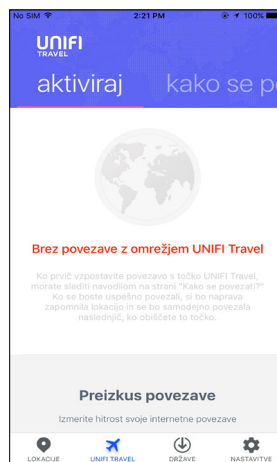 No SIM 2:21 PM 100%
UNIFI
TRAVEL
aktiviraj kako se po
Brez povezave z omrežjem UNIFI Travel
Ko prvič vzpostavite povezavo s točko UNIFI Travel,
morate slediti navodilom na strani "Kako se povezati?"
Ko se boste uspešno povezali, si bo naprava
zapomnila lokacijo in se bo samodejno povezala
naslednjič, ko obiščete to točko.
Preizkus povezave
Izmerite hitrost svoje internetne povezave
LOKACIJE UNIFI TRAVEL DRŽAVE NASTAVITVE